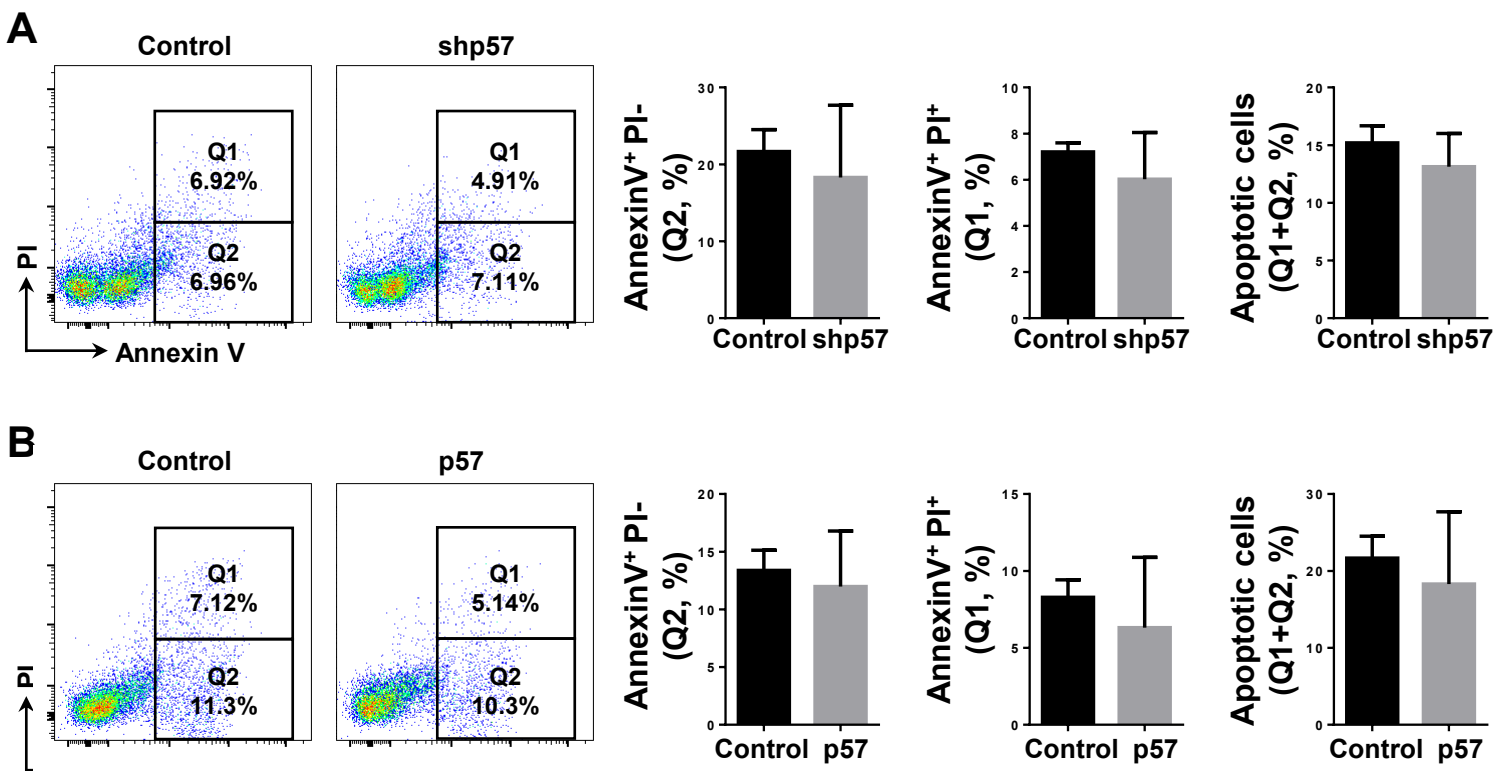 A
Control
shp57
Q1
6.92%
Q2
6.96%
Q1
4.91%
Q2
7.11%
PI
Annexin V
AnnexinV+ PI-
(Q2, %)
30
20
10
0
Control shp57
AnnexinV+ PI+
(Q1, %)
10
8
6
4
2
0
Control shp57
Apoptotic cells
(Q1+Q2, %)
20
15
10
5
0
Control shp57
B
Control
p57
Q1
7.12%
Q2
11.3%
Q1
5.14%
Q2
10.3%
PI
AnnexinV+ PI-
(Q2, %)
20
15
10
5
0
Control p57
AnnexinV+ PI+
(Q1, %)
15
10
5
0
Control p57
Apoptotic cells
(Q1+Q2, %)
30
20
10
0
Control p57